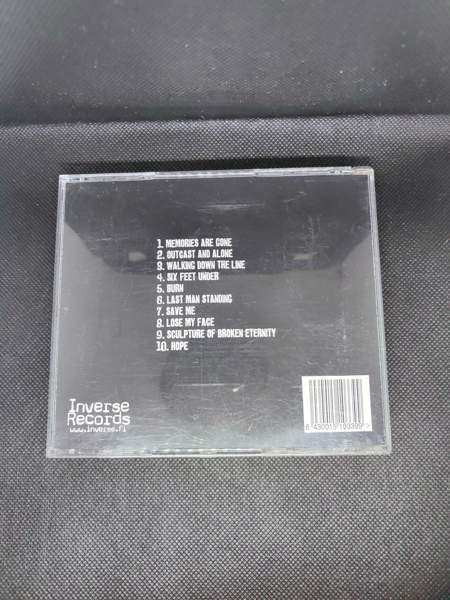 1. MEMORIES ARE GONE
2. OUTCAST AND ALONE
3. WALKING DOWN THE LINE
4. SIX FEET UNDER
5. BURN
6. LAST MAN STANDING
7. SAVE ME
8. LOSE MY FACE
9. SCULPTURE OF BROKEN ETERNITY
10. HOPE
Inverse
Records
www.inverse.fi